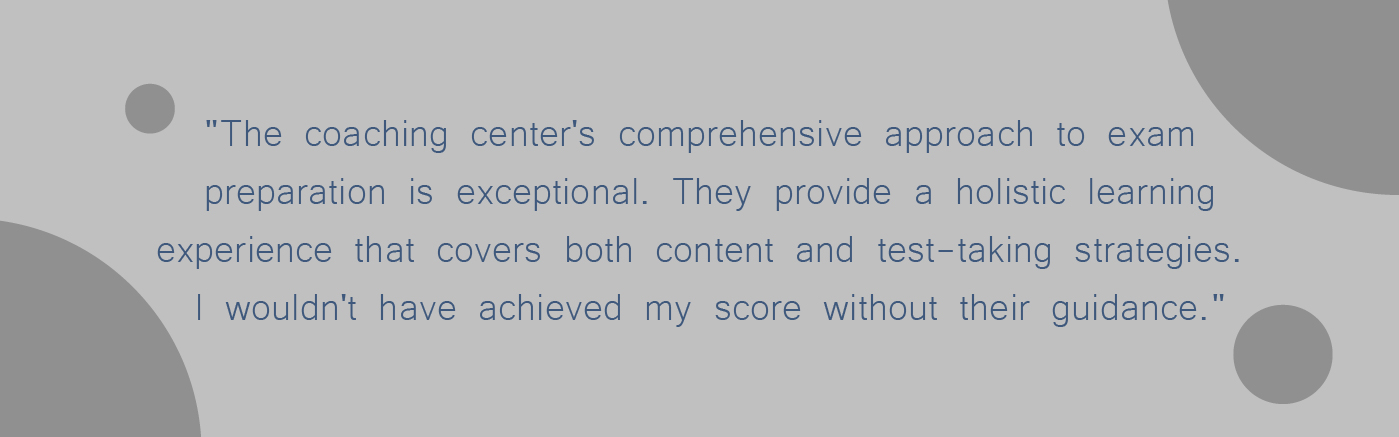 "The coaching center's comprehensive approach to exam
preparation is exceptional. They provide a holistic learning
experience that covers both content and test-taking strategies.
I wouldn't have achieved my score without their guidance."